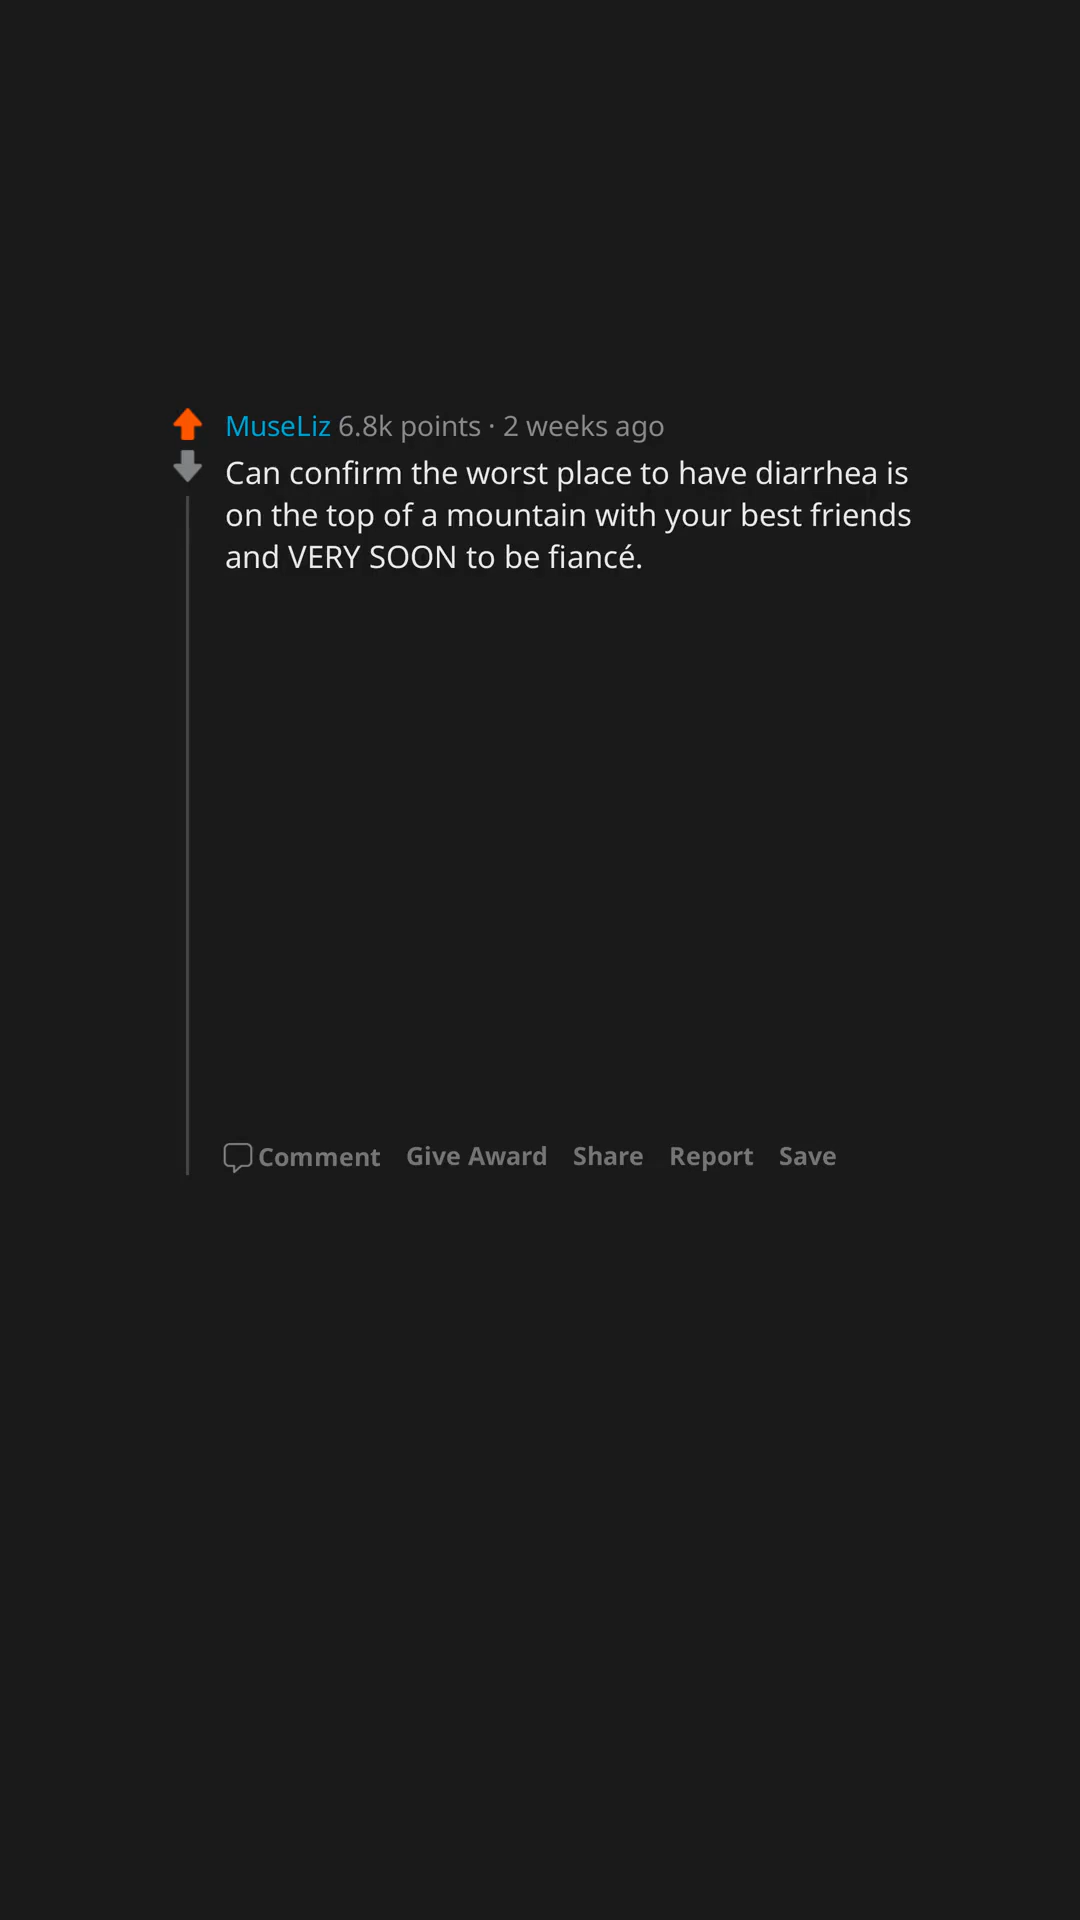 MuseLiz 6.8k points · 2 weeks ago
Can confirm the worst place to have diarrhea is
on the top of a mountain with your best friends
and VERY SOON to be fiancé.
Comment Give Award Share Report Save